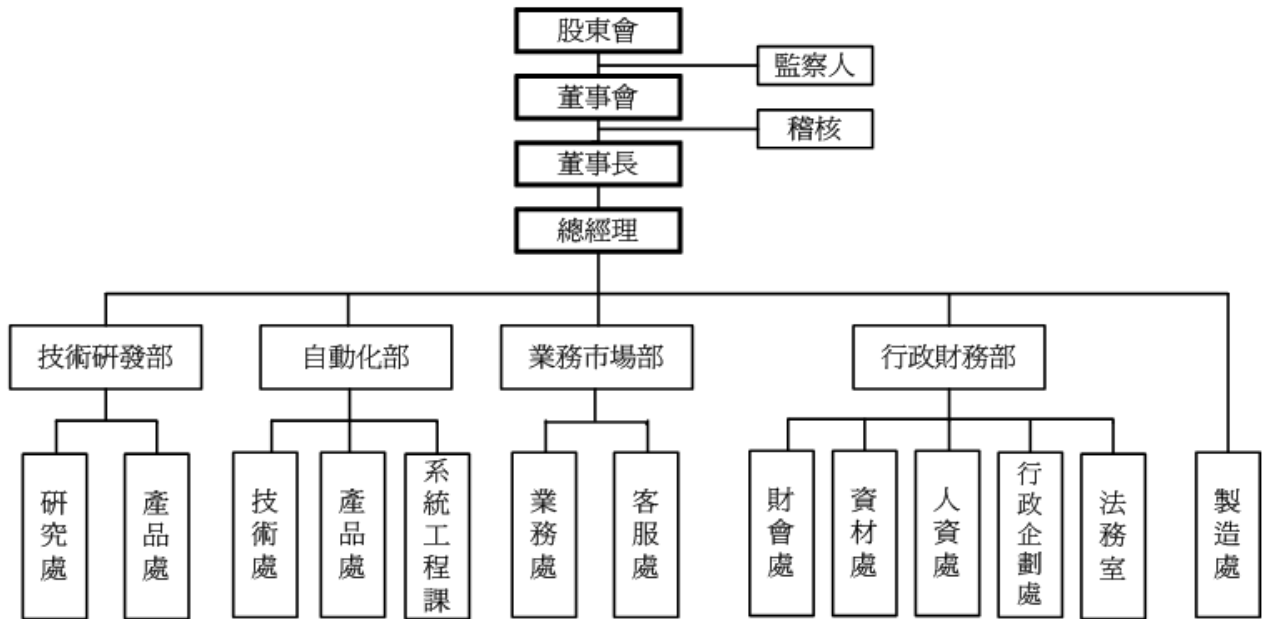 股東會
監察人
董事會
稽核
董事長
總經理
技術研發部
自動化部
業務市場部
行政財務部
研究處
產品處
技術處
產品處
系統工程課
業務處
客服處
財會處
資材處
人資處
行政企劃處
法務室
製造處